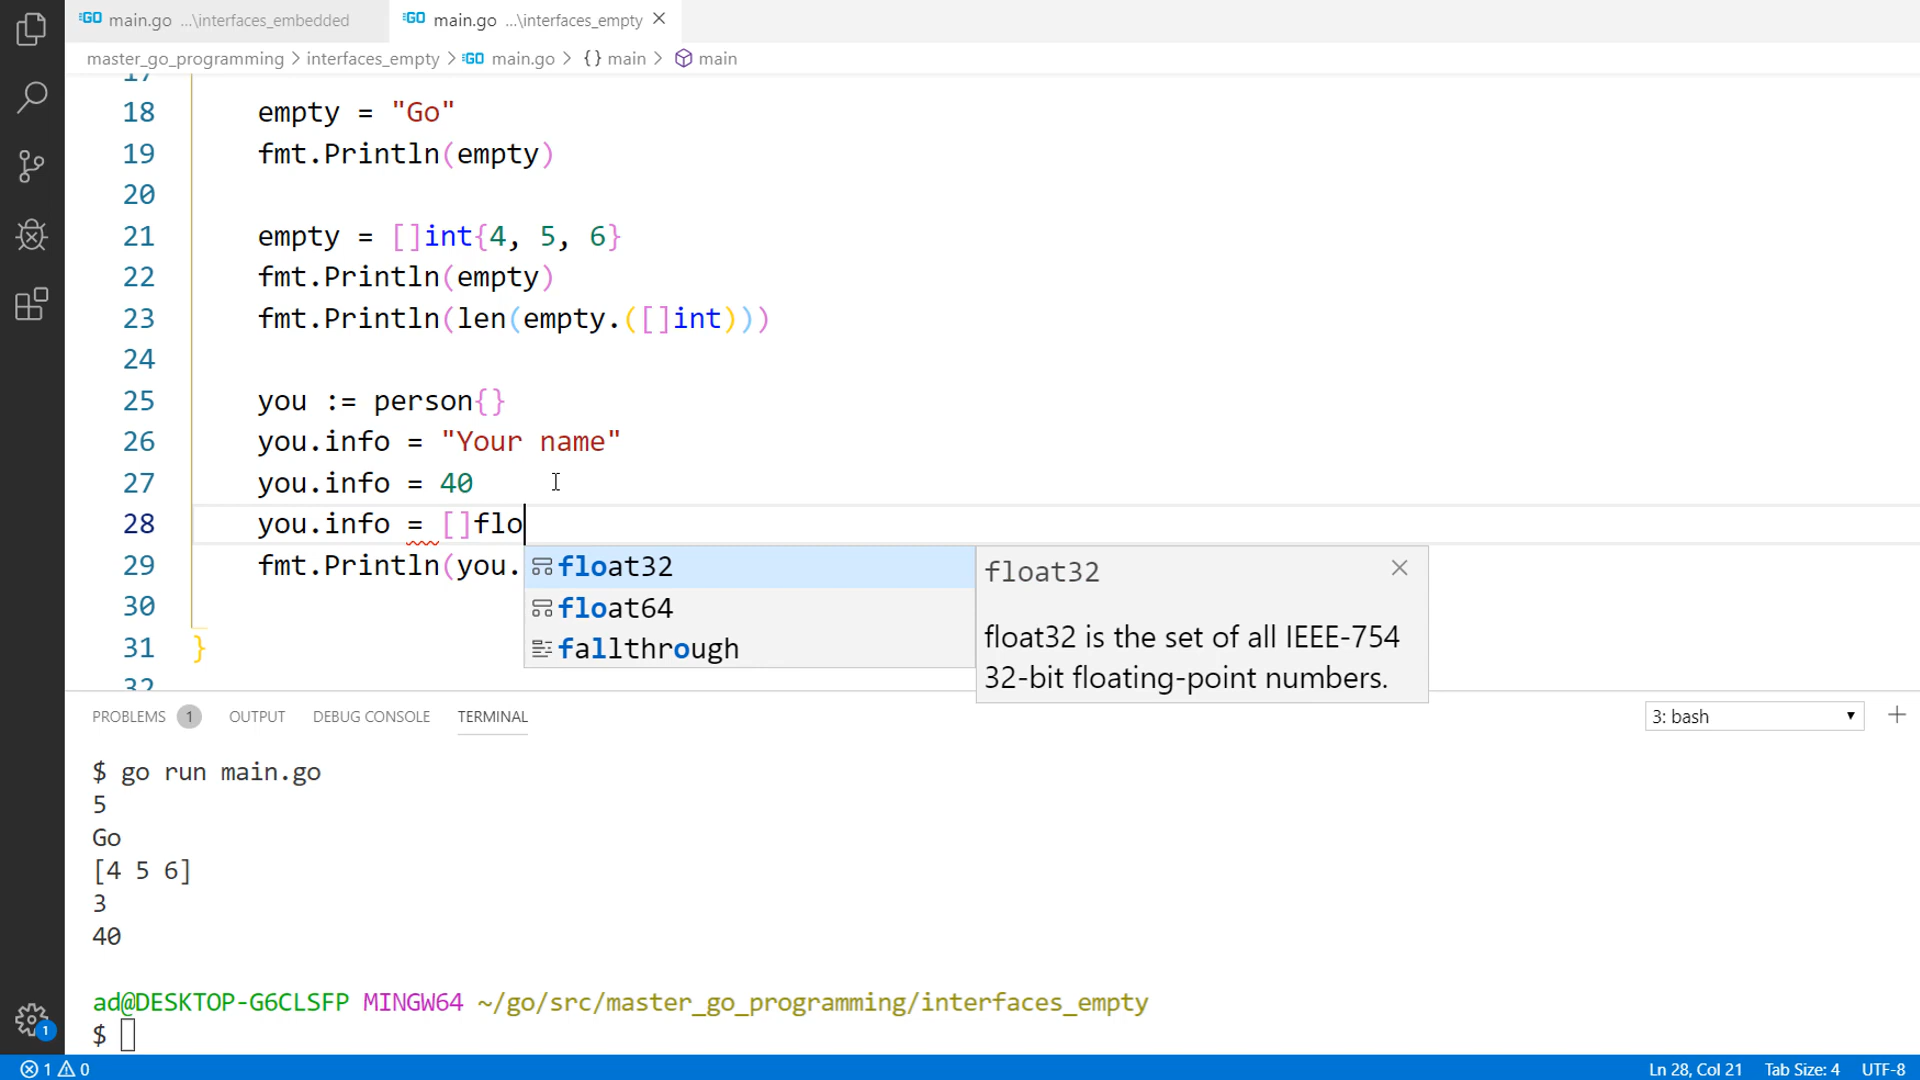 GO main.go ...\interfaces_embedded GO main.go ...\interfaces_empty
master_go_programming > interfaces_empty > GO main.go > {} main > main
17
18 empty = "Go"
19 fmt.Println(empty)
20
21 empty = []int{4, 5, 6}
22 fmt.Println(empty)
23 fmt.Println(len(empty.([]int)))
24
25 you := person{}
26 you.info = "Your name"
27 you.info = 40
28 you.info = []flo
29 fmt.Println(you.
30
31 }
32
float32
float64
fallthrough
float32
float32 is the set of all IEEE-754
32-bit floating-point numbers.
PROBLEMS 1 OUTPUT DEBUG CONSOLE TERMINAL 3: bash
$ go run main.go
5
Go
[4 5 6]
3
40
ad@DESKTOP-G6CLSFP MINGW64 ~/go/src/master_go_programming/interfaces_empty
$
1
1 0 Ln 28, Col 21 Tab Size: 4 UTF-8